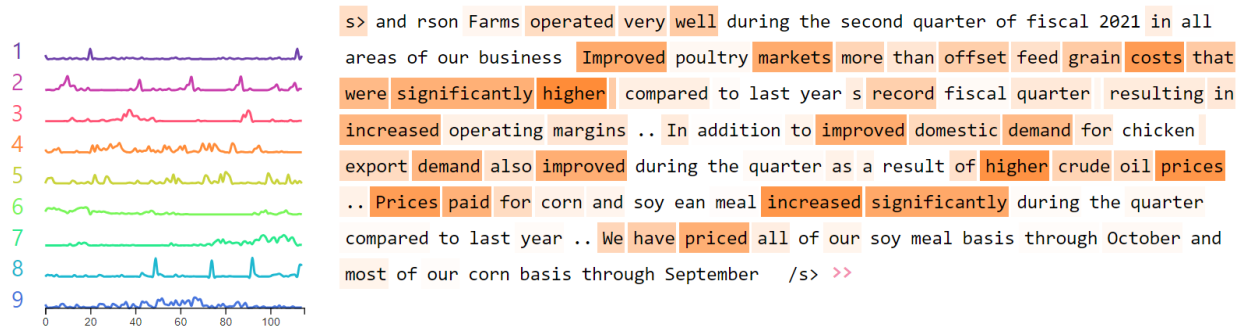 s> and rson Farms operated very well during the second quarter of fiscal 2021 in all
areas of our business Improved poultry markets more than offset feed grain costs that
were significantly higher compared to last year s record fiscal quarter resulting in
increased operating margins .. In addition to improved domestic demand for chicken
export demand also improved during the quarter as a result of higher crude oil prices
.. Prices paid for corn and soy ean meal increased significantly during the quarter
compared to last year .. We have priced all of our soy meal basis through October and
most of our corn basis through September /s> >>
1
2
3
4
5
6
7
8
9
0 20 40 60 80 100